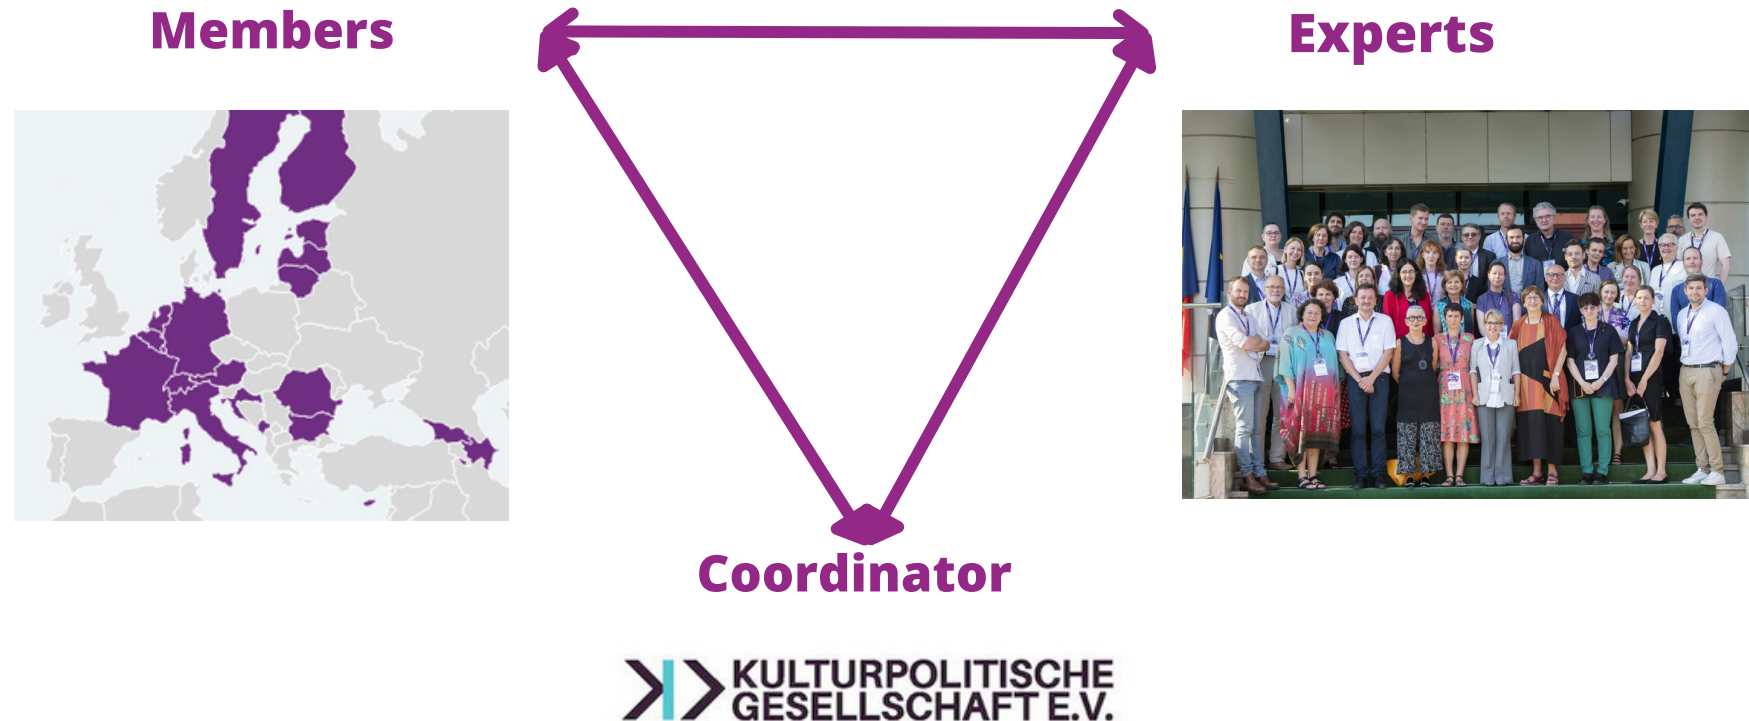 Members
Experts
Coordinator
KULTURPOLITISCHE
GESELLSCHAFT E.V.